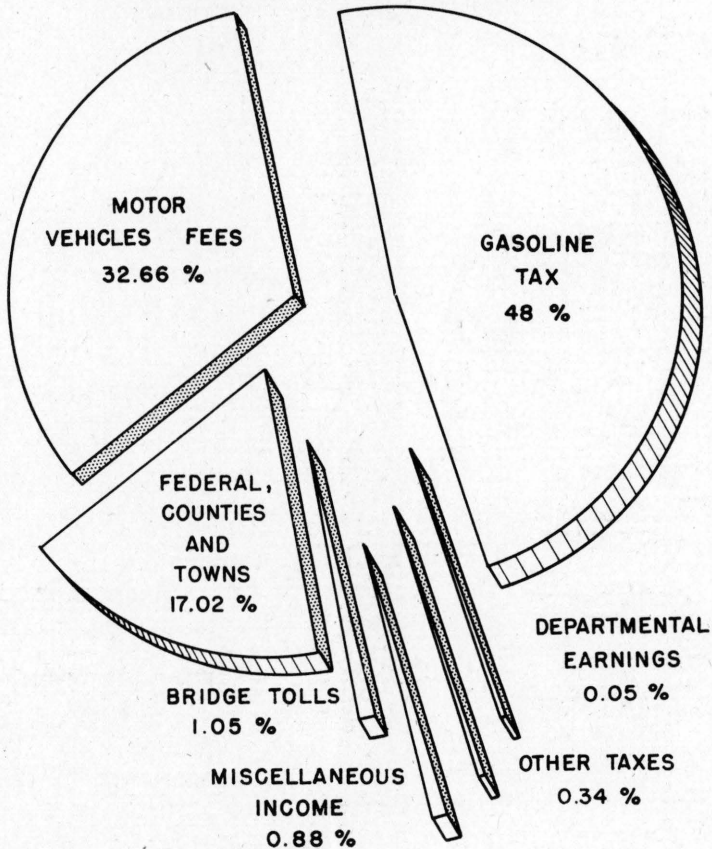 MOTOR
VEHICLES FEES
32.66 %
GASOLINE
TAX
48 %
FEDERAL,
COUNTIES
AND
TOWNS
17.02 %
BRIDGE TOLLS
1.05 %
MISCELLANEOUS
INCOME
0.88 %
OTHER TAXES
0.34 %
DEPARTMENTAL
EARNINGS
0.05 %